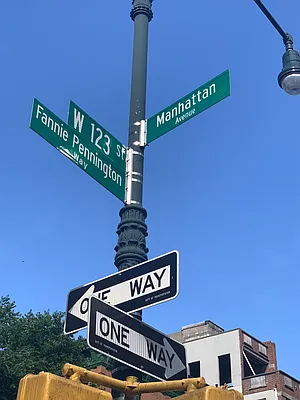 W 123 ST
Manhattan
Avenue
Fannie Pennington
Way
ONE WAY
ONE WAY